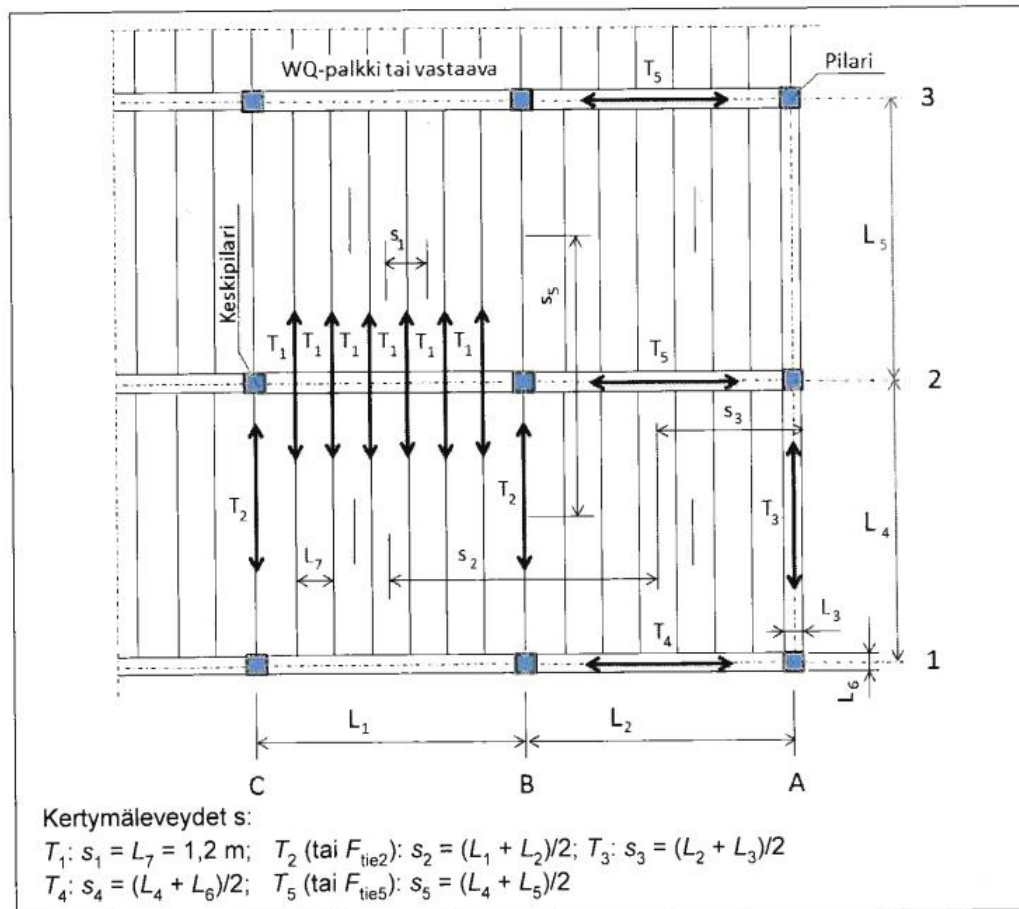 WQ-palkki tai vastaava
T5
Pilari
3
Keskipilari
s1
s5
L5
T1 T1 T1 T1 T1 T1
T5
2
s3
T2
T2
T3
L4
L7
s2
L3
T4
1
L6
L1
L2
C
B
A
Kertymäleveydet s:
T1: s1 = L7 = 1,2 m; T2 (tai Ftie2): s2 = (L1 + L2)/2; T3: s3 = (L2 + L3)/2
T4: s4 = (L4 + L6)/2; T5 (tai Ftie5): s5 = (L4 + L5)/2